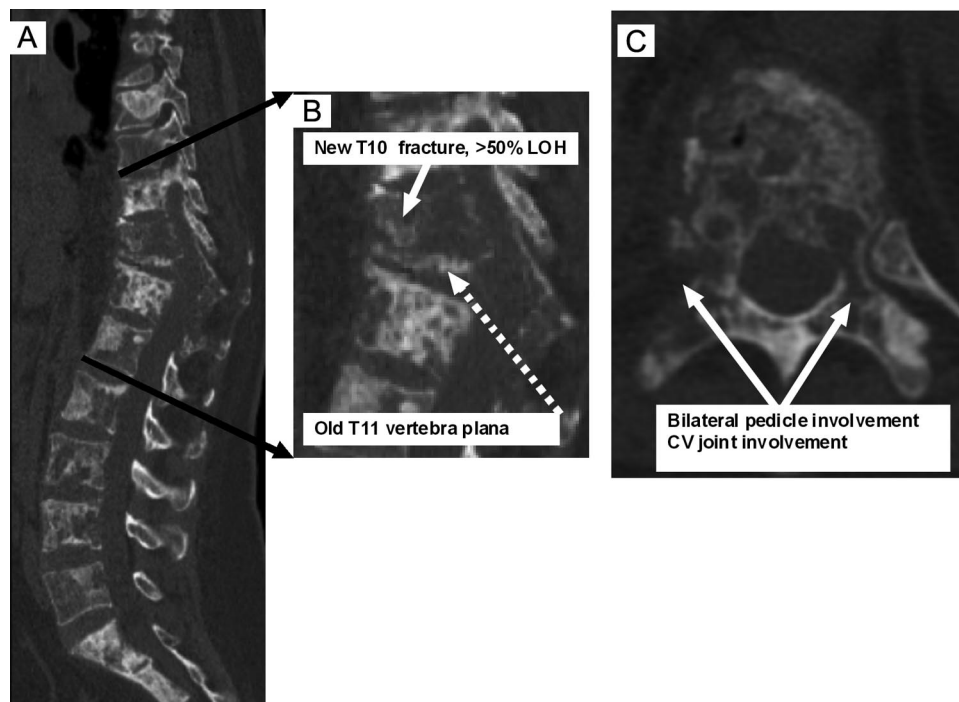 A
B
New T10 fracture, >50% LOH
Old T11 vertebra plana
C
Bilateral pedicle involvement
CV joint involvement